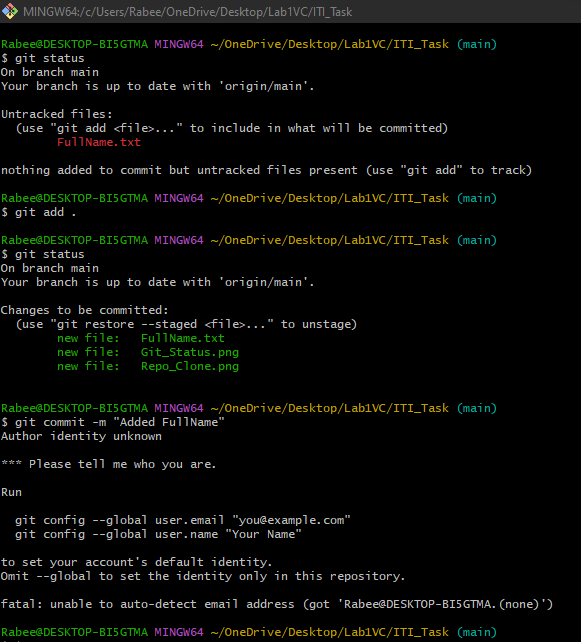 MINGW64:/c/Users/Rabee/OneDrive/Desktop/Lab1VC/ITI_Task
Rabee@DESKTOP-BI5GTMA MINGW64 ~/OneDrive/Desktop/Lab1VC/ITI_Task (main)
$ git status
On branch main
Your branch is up to date with 'origin/main'.
Untracked files:
  (use "git add <file>..." to include in what will be committed)
        FullName.txt
nothing added to commit but untracked files present (use "git add" to track)
Rabee@DESKTOP-BI5GTMA MINGW64 ~/OneDrive/Desktop/Lab1VC/ITI_Task (main)
$ git add .
Rabee@DESKTOP-BI5GTMA MINGW64 ~/OneDrive/Desktop/Lab1VC/ITI_Task (main)
$ git status
On branch main
Your branch is up to date with 'origin/main'.
Changes to be committed:
  (use "git restore --staged <file>..." to unstage)
        new file:   FullName.txt
        new file:   Git_Status.png
        new file:   Repo_Clone.png
Rabee@DESKTOP-BI5GTMA MINGW64 ~/OneDrive/Desktop/Lab1VC/ITI_Task (main)
$ git commit -m "Added FullName"
Author identity unknown
*** Please tell me who you are.
Run
  git config --global user.email "you@example.com"
  git config --global user.name "Your Name"
to set your account's default identity.
Omit --global to set the identity only in this repository.
fatal: unable to auto-detect email address (got 'Rabee@DESKTOP-BI5GTMA.(none)')
Rabee@DESKTOP-BI5GTMA MINGW64 ~/OneDrive/Desktop/Lab1VC/ITI_Task (main)